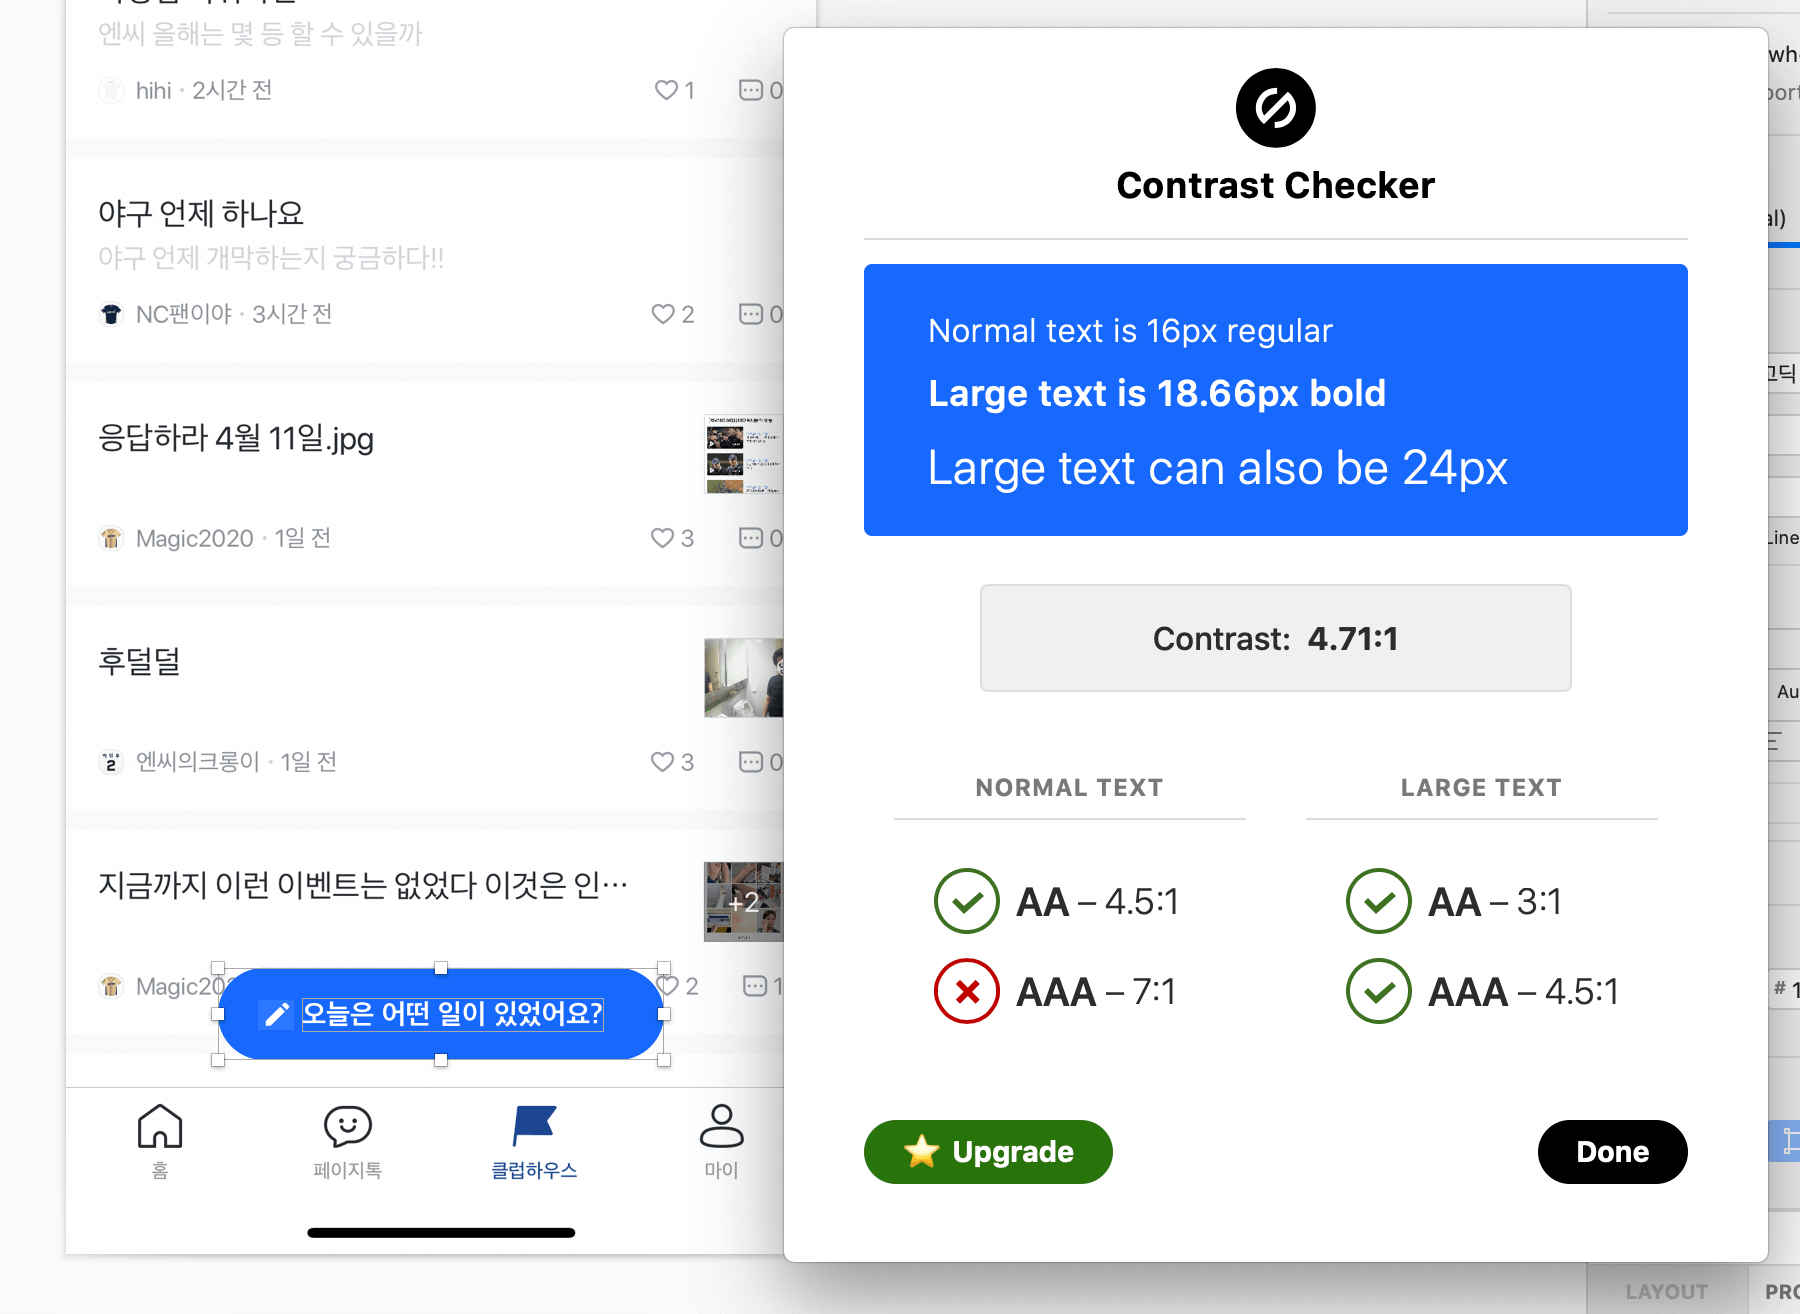 엔씨 올해는 몇 등 할 수 있을까
hihi · 2시간 전
1
0
야구 언제 하나요
야구 언제 개막하는지 궁금하다!!
NC팬이야 · 3시간 전
2
0
응답하라 4월 11일.jpg
Magic2020 · 1일 전
3
0
후덜덜
2
엔씨의크롱이 · 1일 전
3
0
지금까지 이런 이벤트는 없었다 이것은 인…
+2
Magic20
2
1
오늘은 어떤 일이 있었어요?
홈
페이지톡
클럽하우스
마이
Contrast Checker
Normal text is 16px regular
Large text is 18.66px bold
Large text can also be 24px
Contrast: 4.71:1
NORMAL TEXT
AA – 4.5:1
AAA – 7:1
LARGE TEXT
AA – 3:1
AAA – 4.5:1
⭐ Upgrade
Done
al)
고딕
Line
Au
# 1
LAYOUT